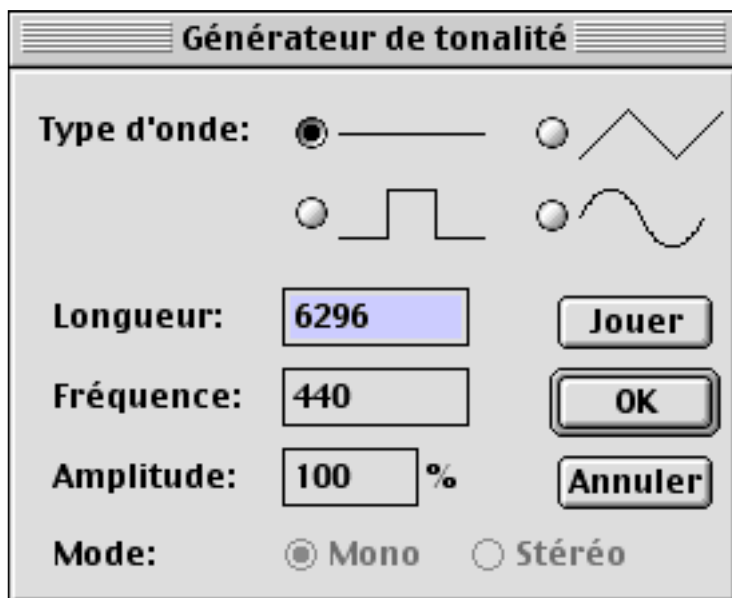 Générateur de tonalité
Type d'onde:
Longueur: 6296 Jouer
Fréquence: 440 OK
Amplitude: 100 % Annuler
Mode: Mono Stéréo